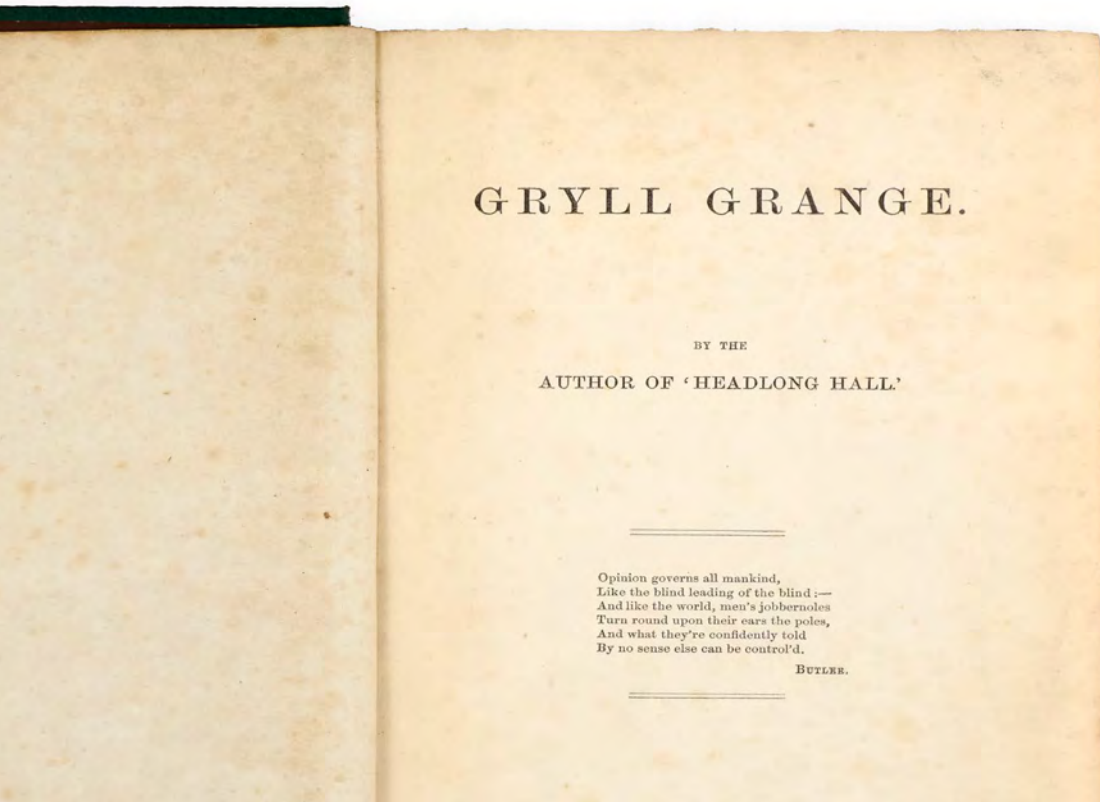 GRYLL GRANGE.
BY THE
AUTHOR OF ‘HEADLONG HALL.’
Opinion governs all mankind,
Like the blind leading of the blind :—
And like the world, men's jobbernoles
Turn round upon their ears the poles,
And what they're confidently told
By no sense else can be control'd.
BUTLER.